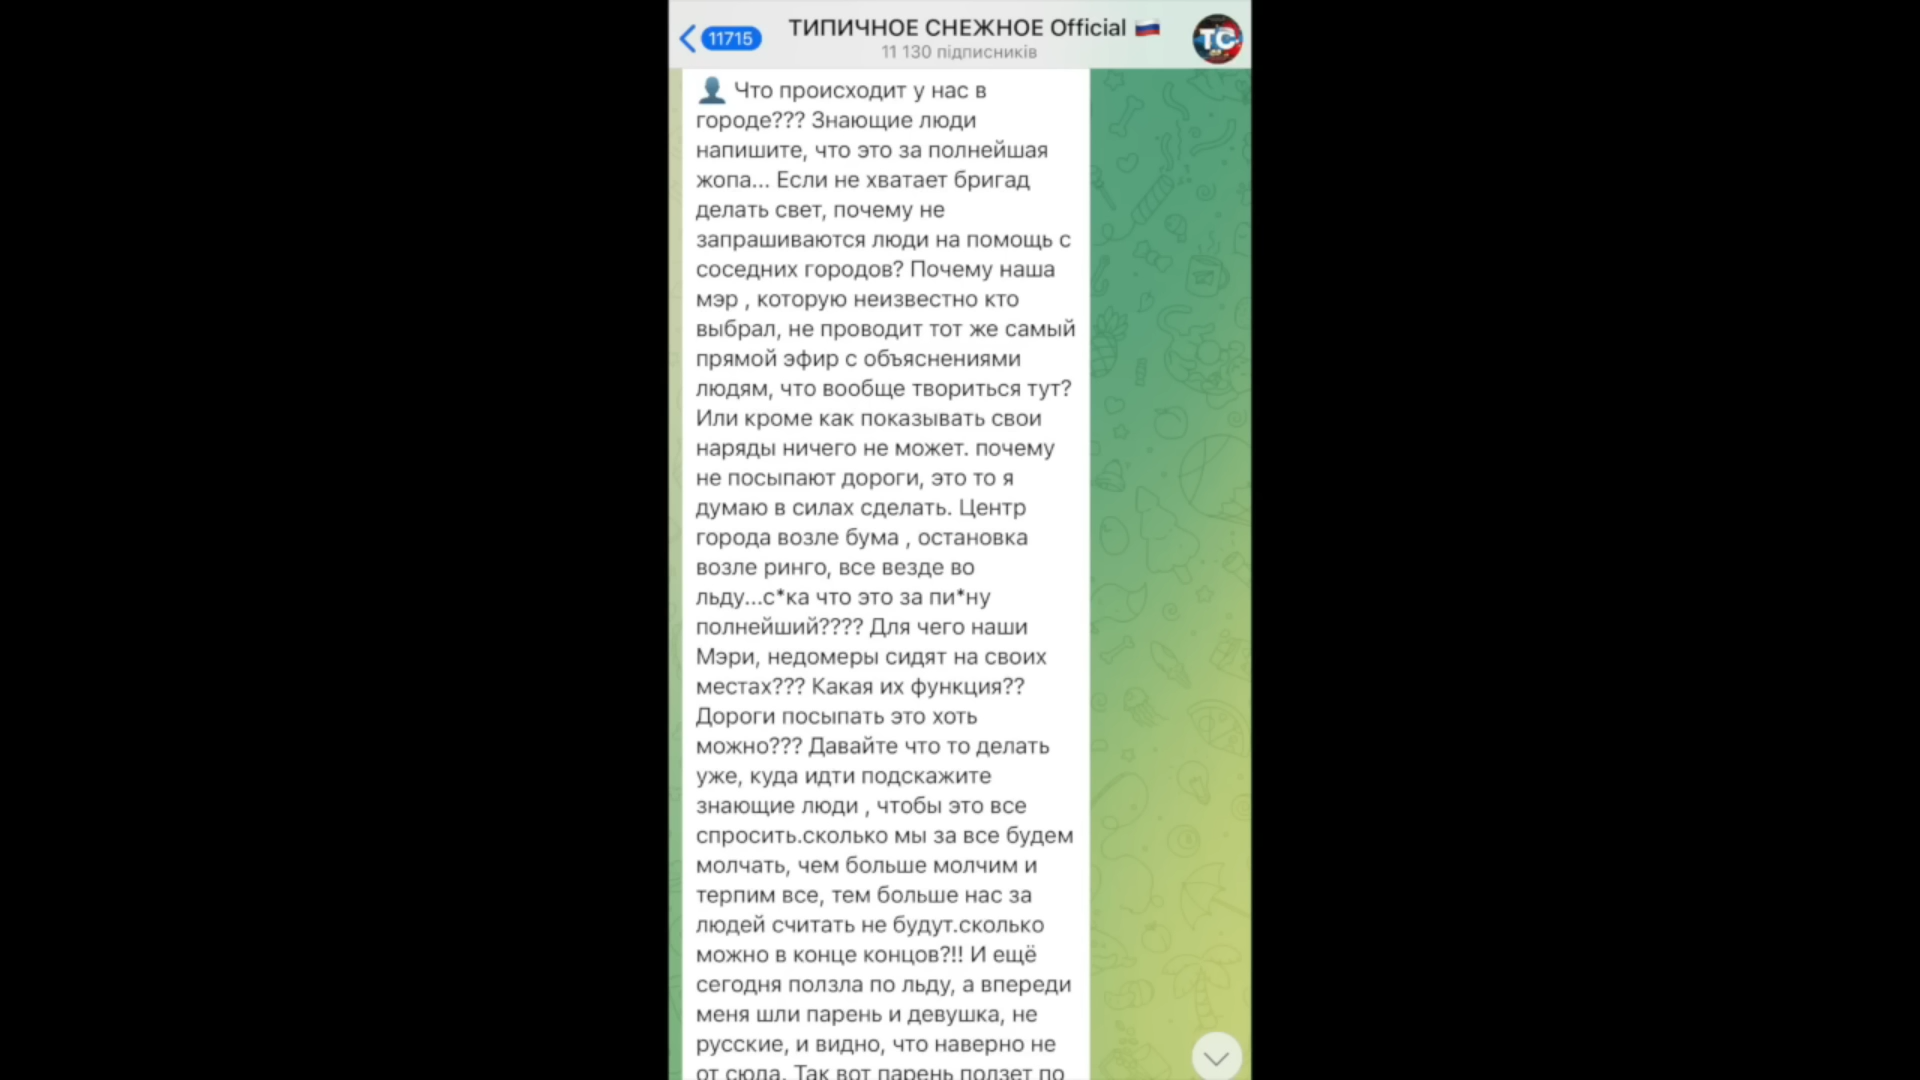 11715
ТИПИЧНОЕ СНЕЖНОЕ Official
11 130 підписників
ТС
Что происходит у нас в
городе??? Знающие люди
напишите, что это за полнейшая
жопа... Если не хватает бригад
делать свет, почему не
запрашиваются люди на помощь с
соседних городов? Почему наша
мэр , которую неизвестно кто
выбрал, не проводит тот же самый
прямой эфир с объяснениями
людям, что вообще твориться тут?
Или кроме как показывать свои
наряды ничего не может. почему
не посыпают дороги, это то я
думаю в силах сделать. Центр
города возле бума , остановка
возле ринго, все везде во
льду...с*ка что это за пи*ну
полнейший???? Для чего наши
Мэри, недомеры сидят на своих
местах??? Какая их функция??
Дороги посыпать это хоть
можно??? Давайте что то делать
уже, куда идти подскажите
знающие люди , чтобы это все
спросить.сколько мы за все будем
молчать, чем больше молчим и
терпим все, тем больше нас за
людей считать не будут.сколько
можно в конце концов?!! И ещё
сегодня ползла по льду, а впереди
меня шли парень и девушка, не
русские, и видно, что наверно не
от сюда. Так вот парень ползет по